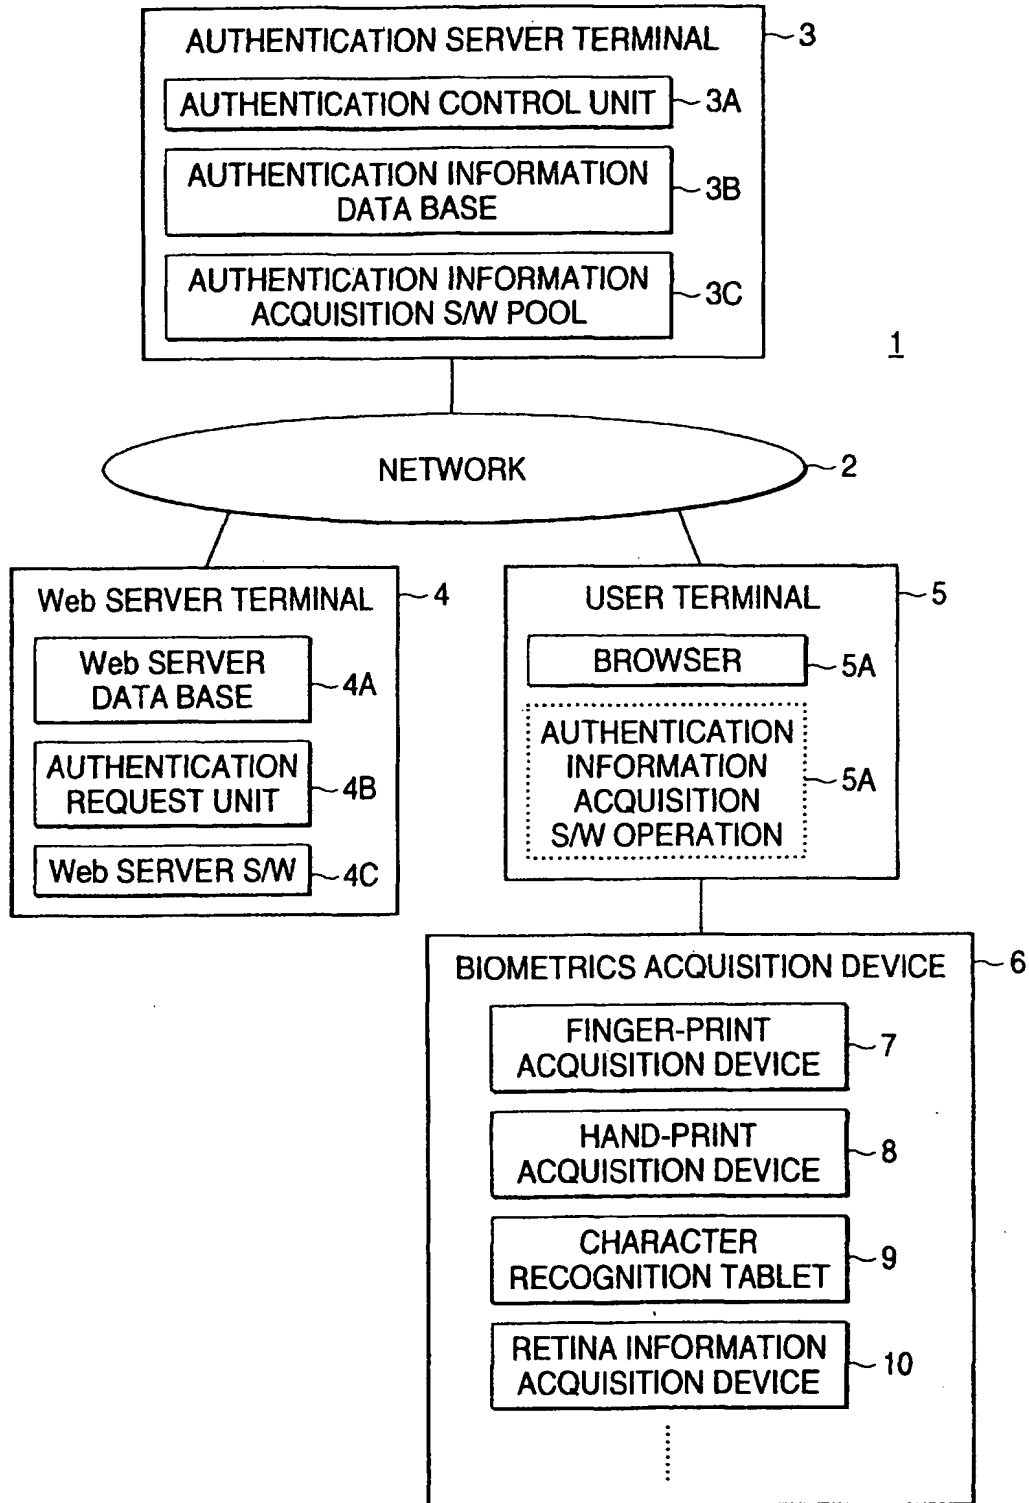 AUTHENTICATION SERVER TERMINAL
3
AUTHENTICATION CONTROL UNIT
3A
AUTHENTICATION INFORMATION
DATA BASE
3B
AUTHENTICATION INFORMATION
ACQUISITION S/W POOL
3C
1
NETWORK
2
Web SERVER TERMINAL
4
Web SERVER
DATA BASE
4A
AUTHENTICATION
REQUEST UNIT
4B
Web SERVER S/W
4C
USER TERMINAL
5
BROWSER
5A
AUTHENTICATION
INFORMATION
ACQUISITION
S/W OPERATION
5A
BIOMETRICS ACQUISITION DEVICE
6
FINGER-PRINT
ACQUISITION DEVICE
7
HAND-PRINT
ACQUISITION DEVICE
8
CHARACTER
RECOGNITION TABLET
9
RETINA INFORMATION
ACQUISITION DEVICE
10